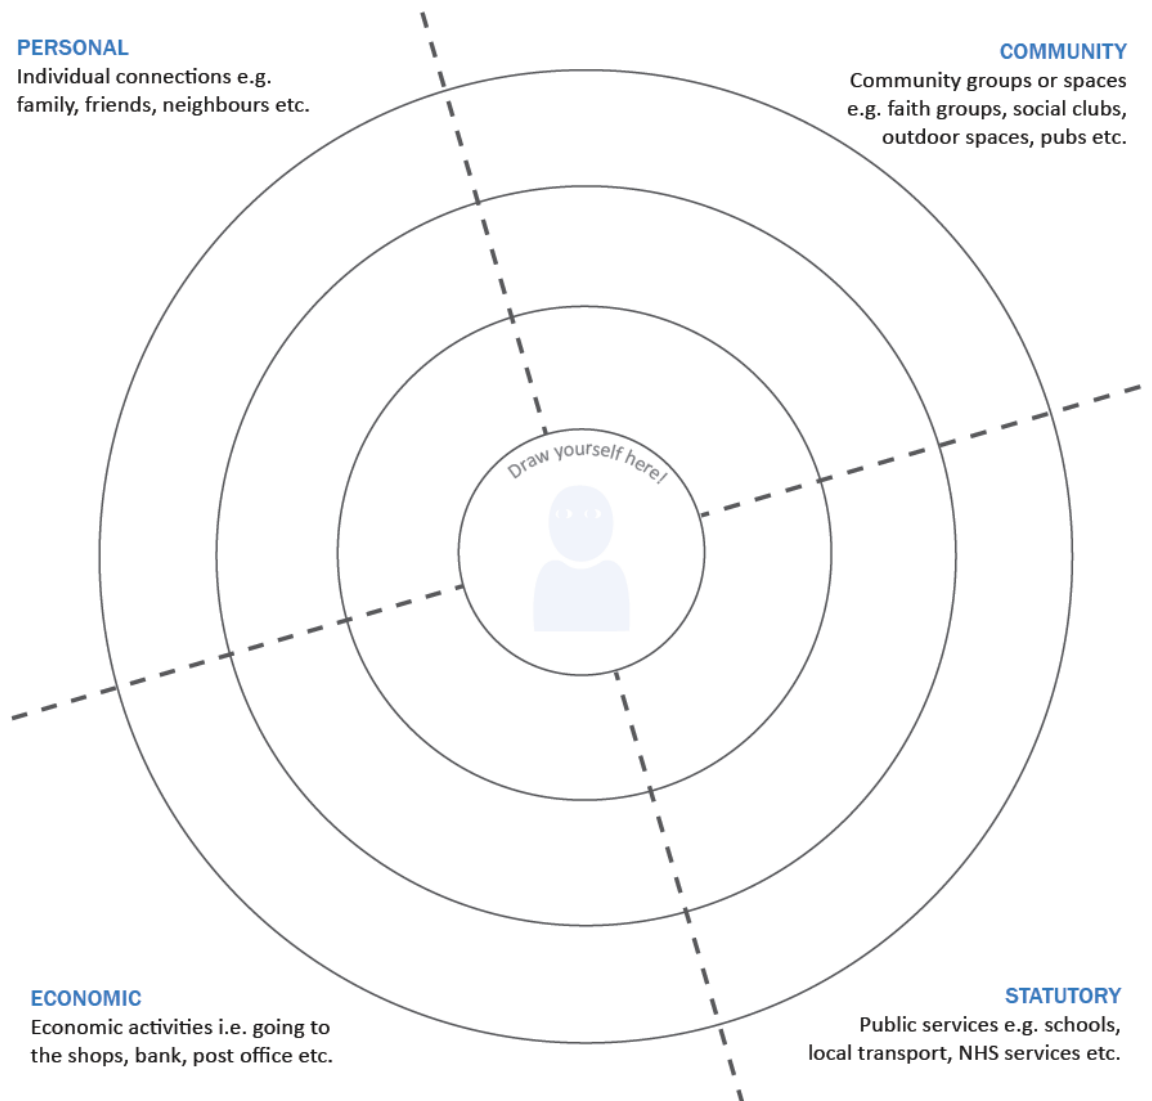 PERSONAL
Individual connections e.g.
family, friends, neighbours etc.
COMMUNITY
Community groups or spaces
e.g. faith groups, social clubs,
outdoor spaces, pubs etc.
Draw yourself here!
ECONOMIC
Economic activities i.e. going to
the shops, bank, post office etc.
STATUTORY
Public services e.g. schools,
local transport, NHS services etc.